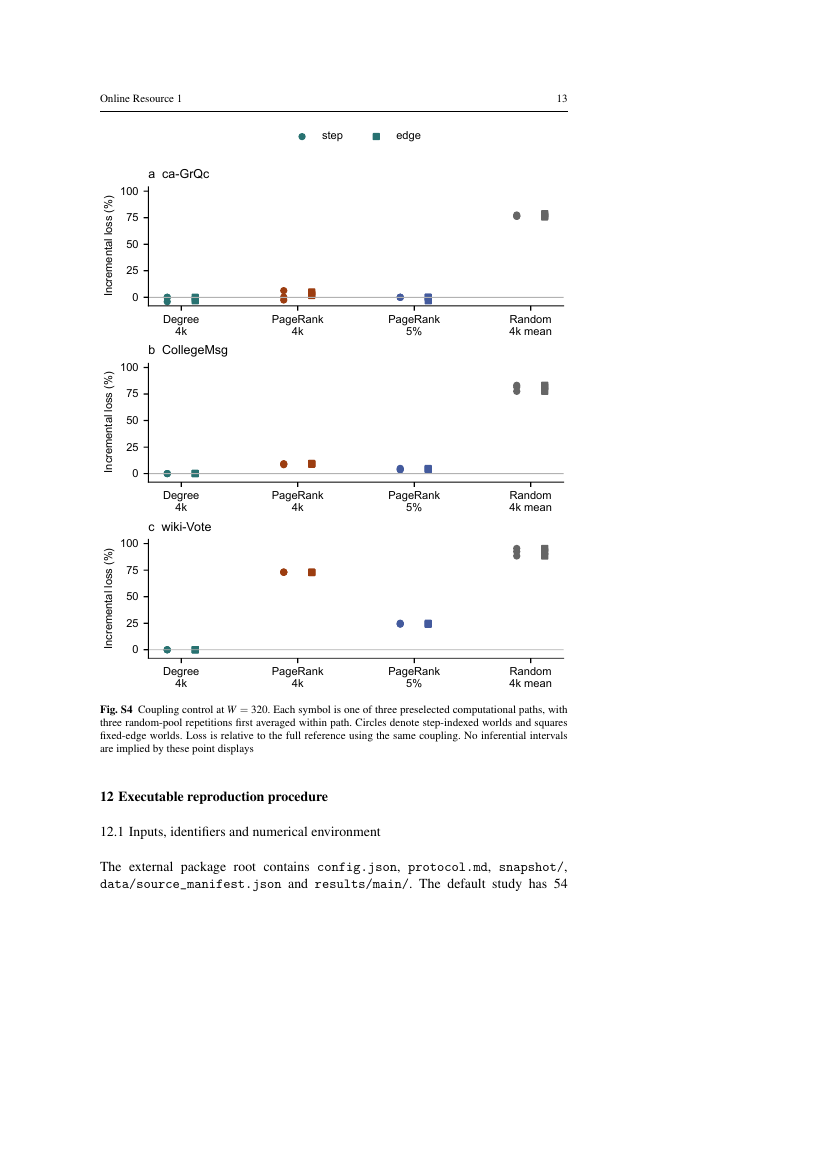 Online Resource 1 13
step edge
a ca-GrQc
100
75
50
25
0
Incremental loss (%)
Degree 4k
PageRank 4k
PageRank 5%
Random 4k mean
b CollegeMsg
100
75
50
25
0
Incremental loss (%)
Degree 4k
PageRank 4k
PageRank 5%
Random 4k mean
c wiki-Vote
100
75
50
25
0
Incremental loss (%)
Degree 4k
PageRank 4k
PageRank 5%
Random 4k mean
Fig. S4 Coupling control at W = 320. Each symbol is one of three preselected computational paths, with
three random-pool repetitions first averaged within path. Circles denote step-indexed worlds and squares
fixed-edge worlds. Loss is relative to the full reference using the same coupling. No inferential intervals
are implied by these point displays
12 Executable reproduction procedure
12.1 Inputs, identifiers and numerical environment
The external package root contains config.json, protocol.md, snapshot/,
data/source_manifest.json and results/main/. The default study has 54